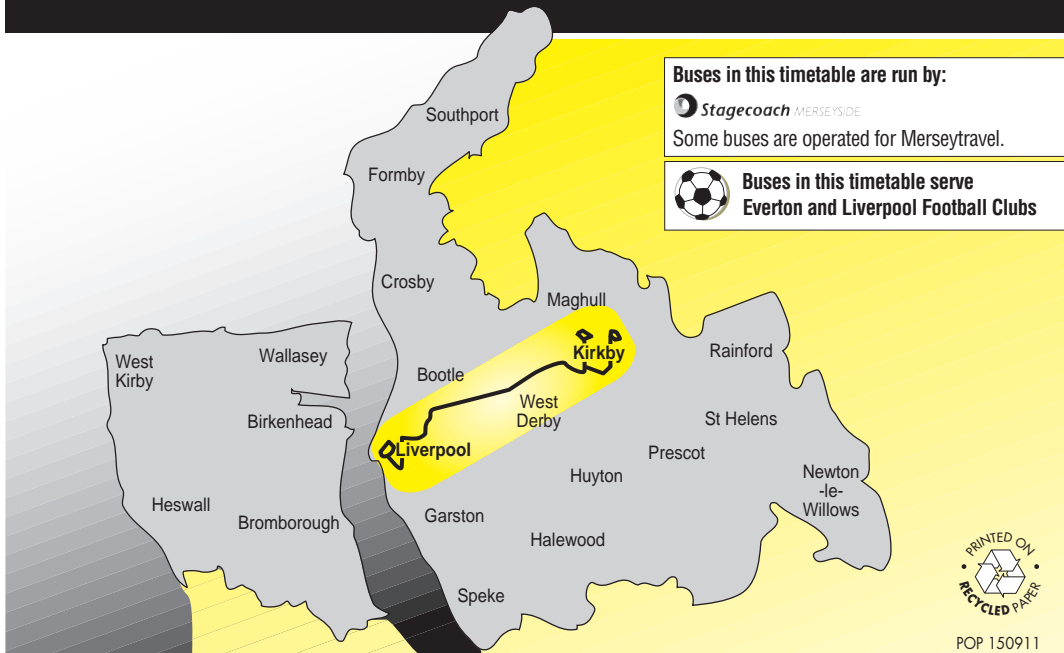 Buses in this timetable are run by:
Stagecoach MERSEYSIDE
Some buses are operated for Merseytravel.
Buses in this timetable serve
Everton and Liverpool Football Clubs
Southport
Formby
Crosby
Maghull
Kirkby
Rainford
West
Kirby
Wallasey
Bootle
West
Derby
Birkenhead
St Helens
Liverpool
Prescot
Huyton
Newton
-le-
Willows
Heswall
Bromborough
Garston
Halewood
Speke
PRINTED ON
RECYCLED PAPER
POP 150911